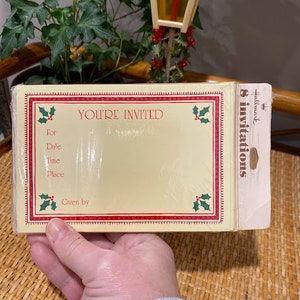 YOU'RE INVITED
For
Date
Time
Place
Given by
Hallmark
8 invitations